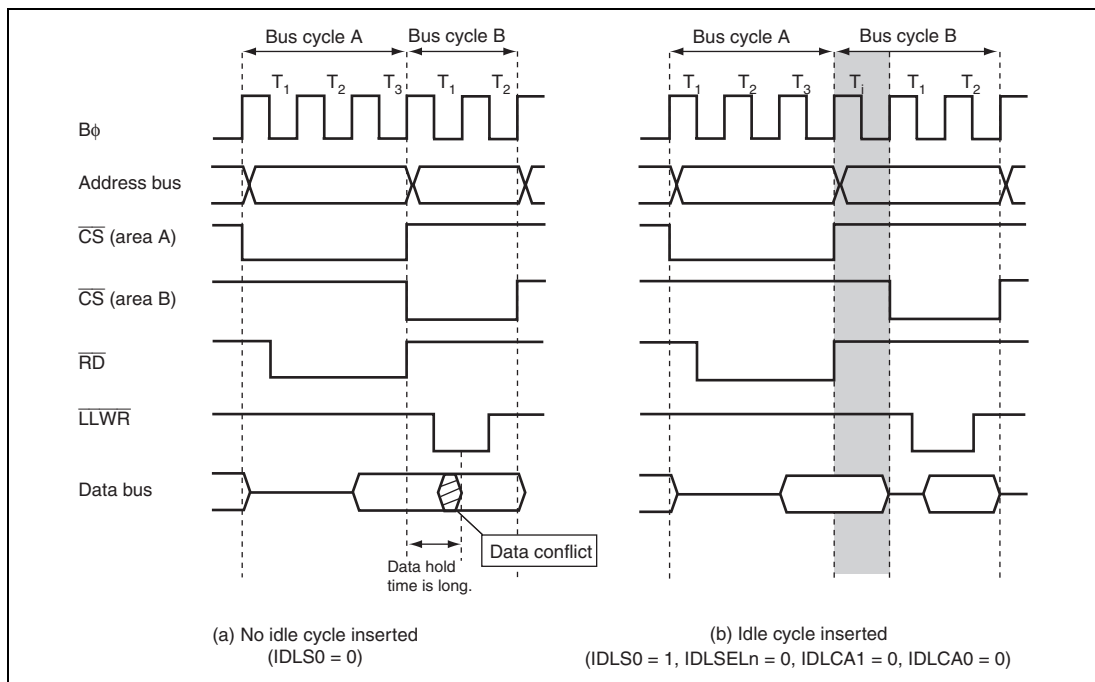 Bus cycle A Bus cycle B Bus cycle A Bus cycle B
T1 T2 T3 T1 T2 T1 T2 T3 Ti T1 T2
Bφ
Address bus
CS (area A)
CS (area B)
RD
LLWR
Data bus
Data conflict
Data hold
time is long.
(a) No idle cycle inserted
(IDLS0 = 0)
(b) Idle cycle inserted
(IDLS0 = 1, IDLSELn = 0, IDLCA1 = 0, IDLCA0 = 0)